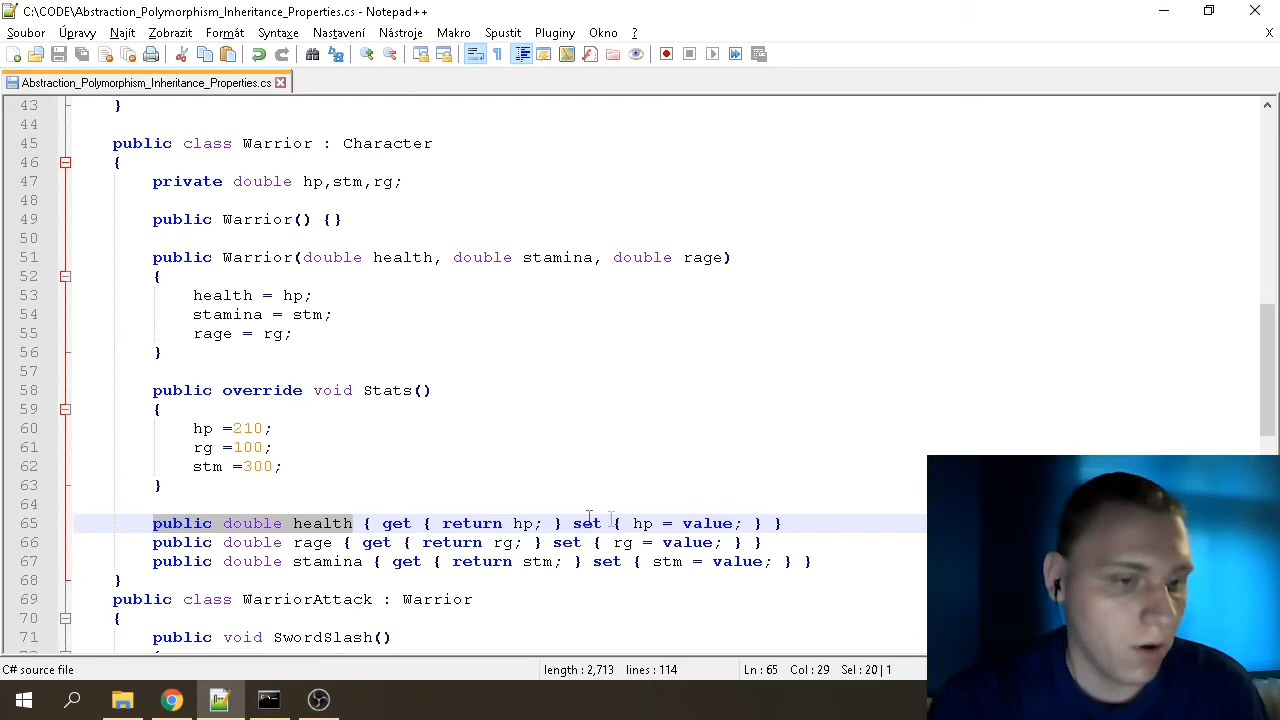 C:\CODE\Abstraction_Polymorphism_Inheritance_Properties.cs - Notepad++
Soubor Úpravy Najít Zobrazit Formát Syntaxe Nastavení Nástroje Makro Spustit Pluginy Okno ? X
Abstraction_Polymorphism_Inheritance_Properties.cs
43 }
44
45 public class Warrior : Character
46 {
47 private double hp,stm,rg;
48
49 public Warrior() {}
50
51 public Warrior(double health, double stamina, double rage)
52 {
53 health = hp;
54 stamina = stm;
55 rage = rg;
56 }
57
58 public override void Stats()
59 {
60 hp =210;
61 rg =100;
62 stm =300;
63 }
64
65 public double health { get { return hp; } set { hp = value; } }
66 public double rage { get { return rg; } set { rg = value; } }
67 public double stamina { get { return stm; } set { stm = value; } }
68 }
69 public class WarriorAttack : Warrior
70 {
71 public void SwordSlash()
C# source file length : 2,713 lines : 114 Ln : 65 Col : 29 Sel : 20 | 1